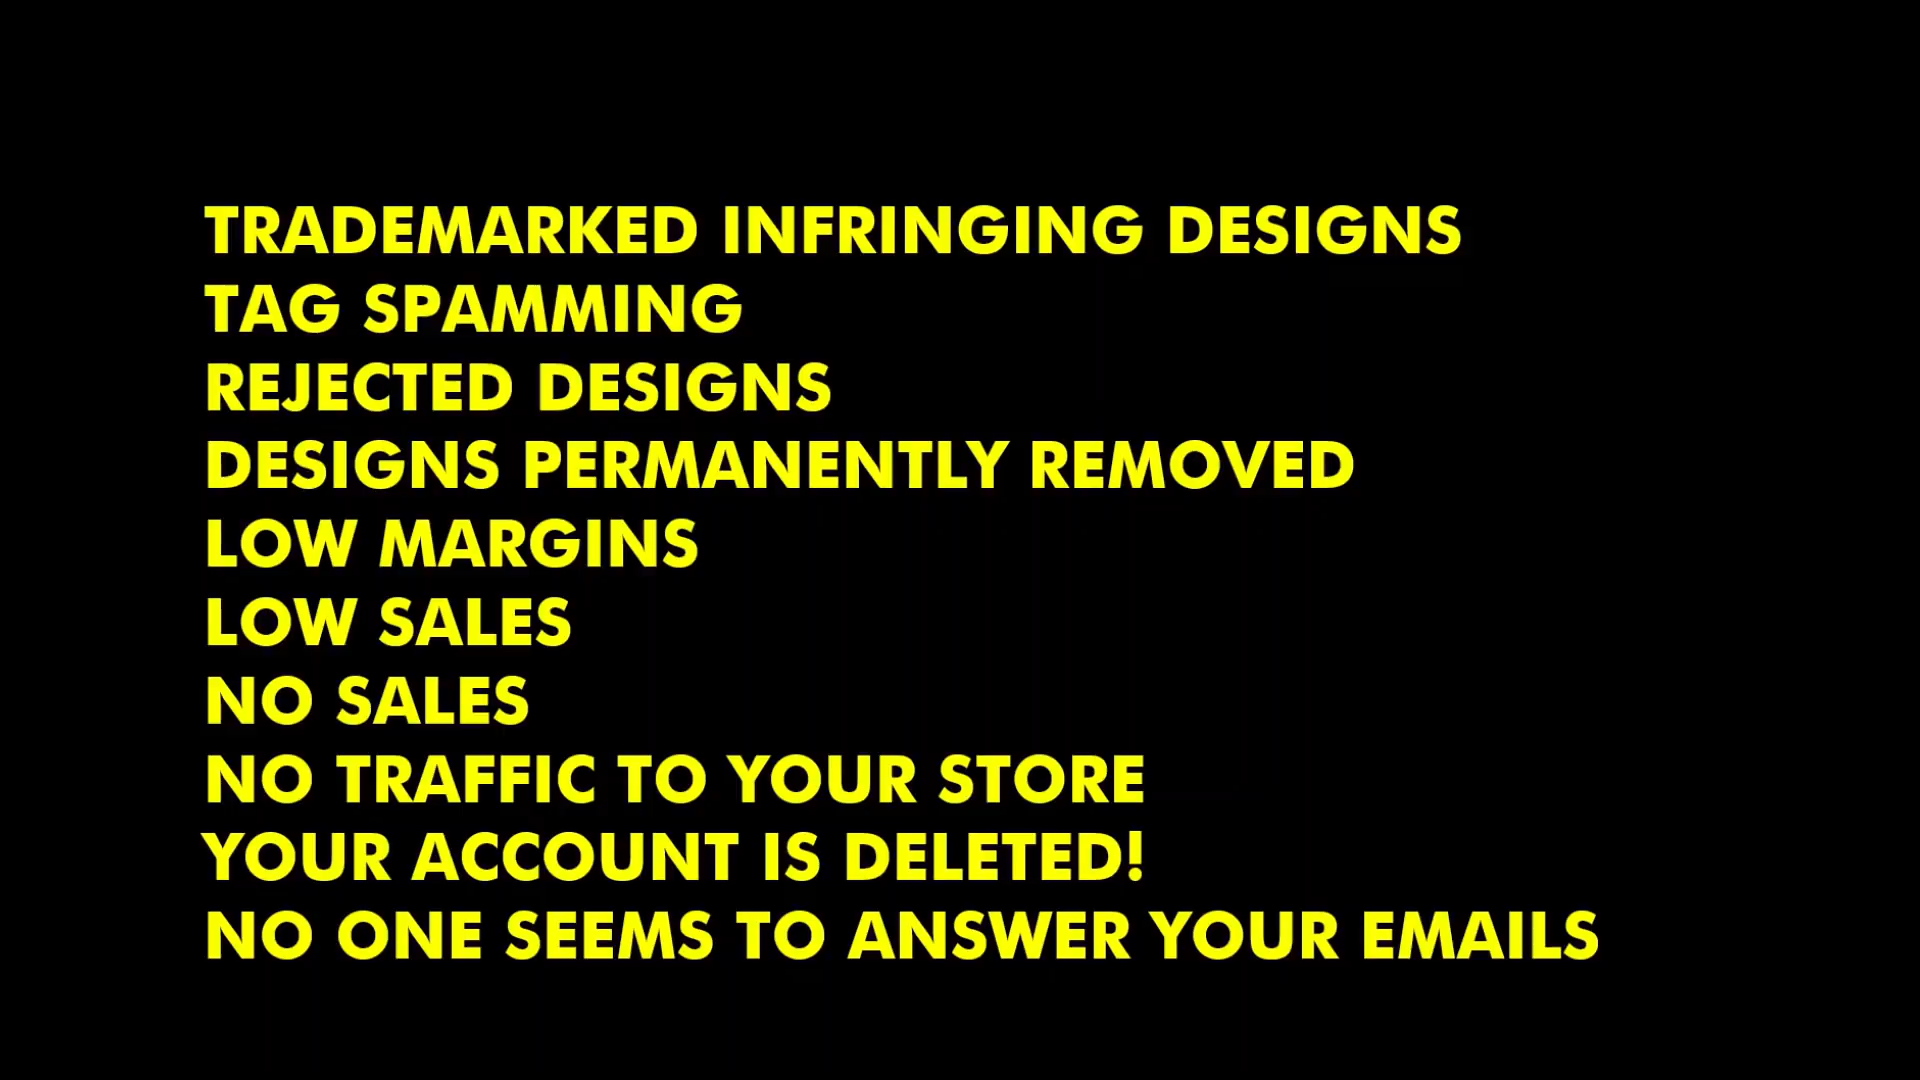 TRADEMARKED INFRINGING DESIGNS
TAG SPAMMING
REJECTED DESIGNS
DESIGNS PERMANENTLY REMOVED
LOW MARGINS
LOW SALES
NO SALES
NO TRAFFIC TO YOUR STORE
YOUR ACCOUNT IS DELETED!
NO ONE SEEMS TO ANSWER YOUR EMAILS